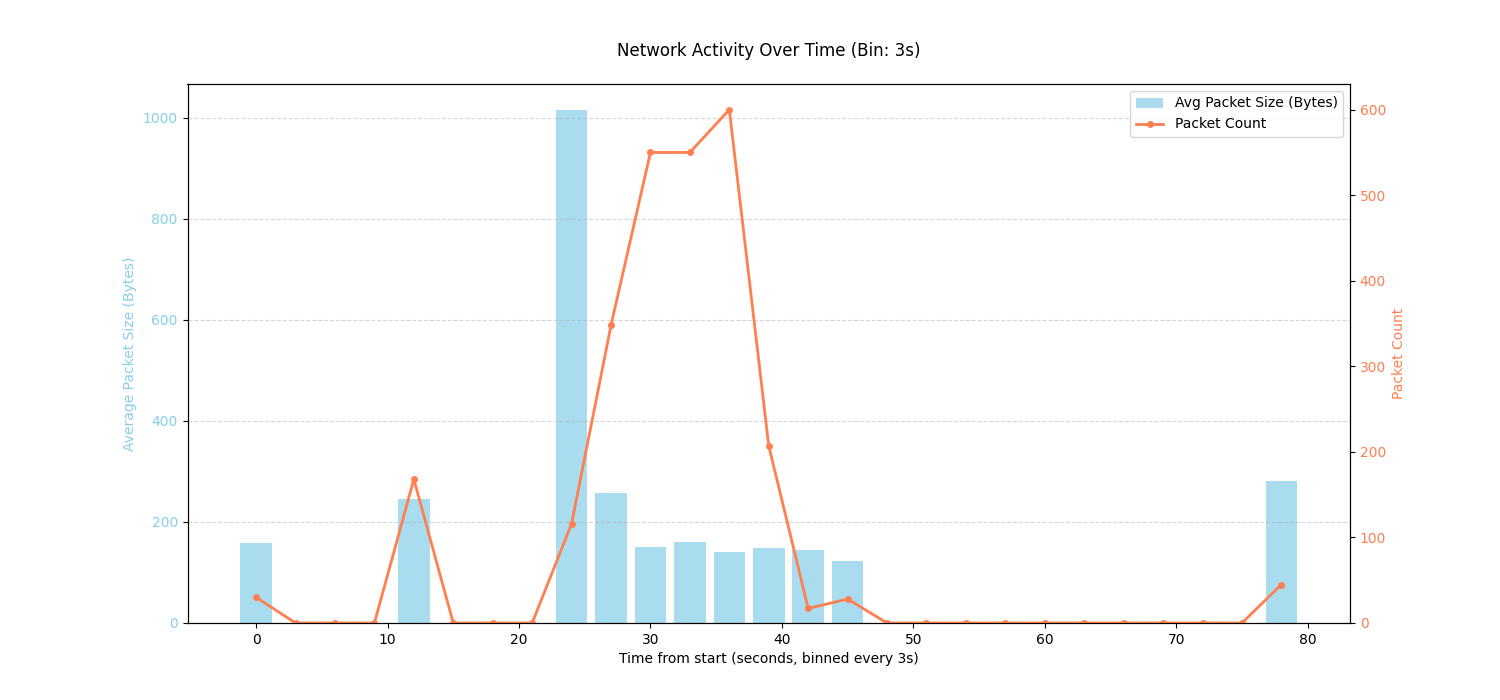 Network Activity Over Time (Bin: 3s)
Avg Packet Size (Bytes)
Packet Count
Average Packet Size (Bytes)
1000
800
600
400
200
0
600
500
400
300
200
100
0
Packet Count
0 10 20 30 40 50 60 70 80
Time from start (seconds, binned every 3s)